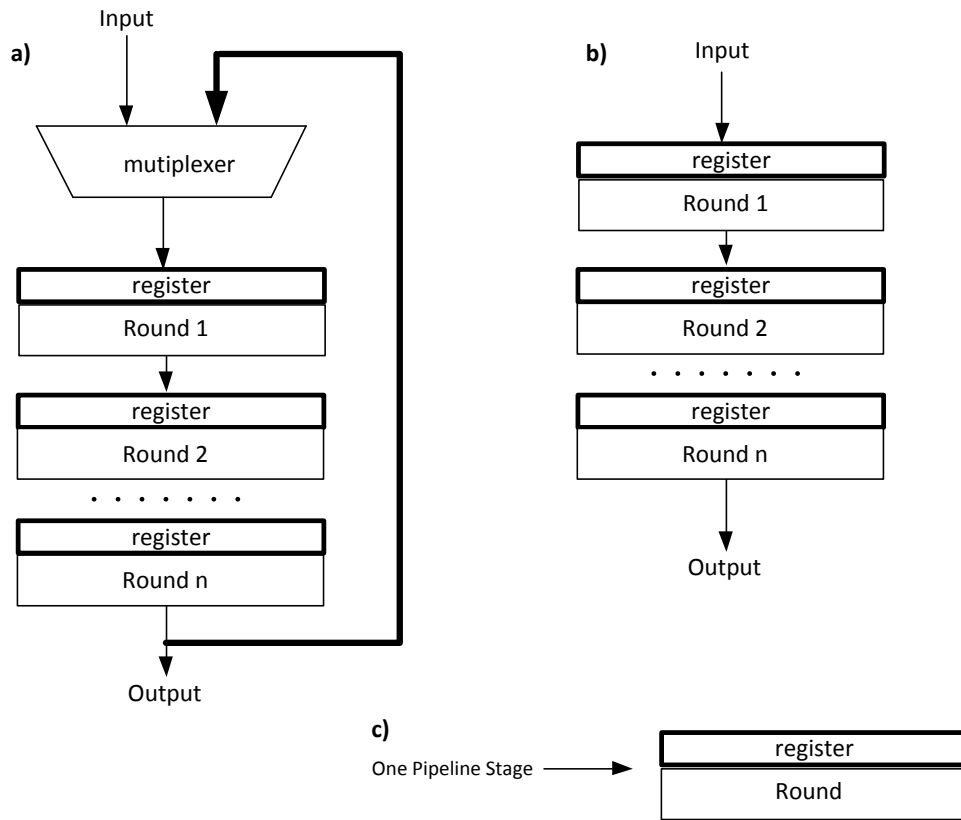 a)
Input
mutiplexer
register
Round 1
register
Round 2
. . . . . . .
register
Round n
Output
b)
Input
register
Round 1
register
Round 2
. . . . . . .
register
Round n
Output
c)
One Pipeline Stage
register
Round